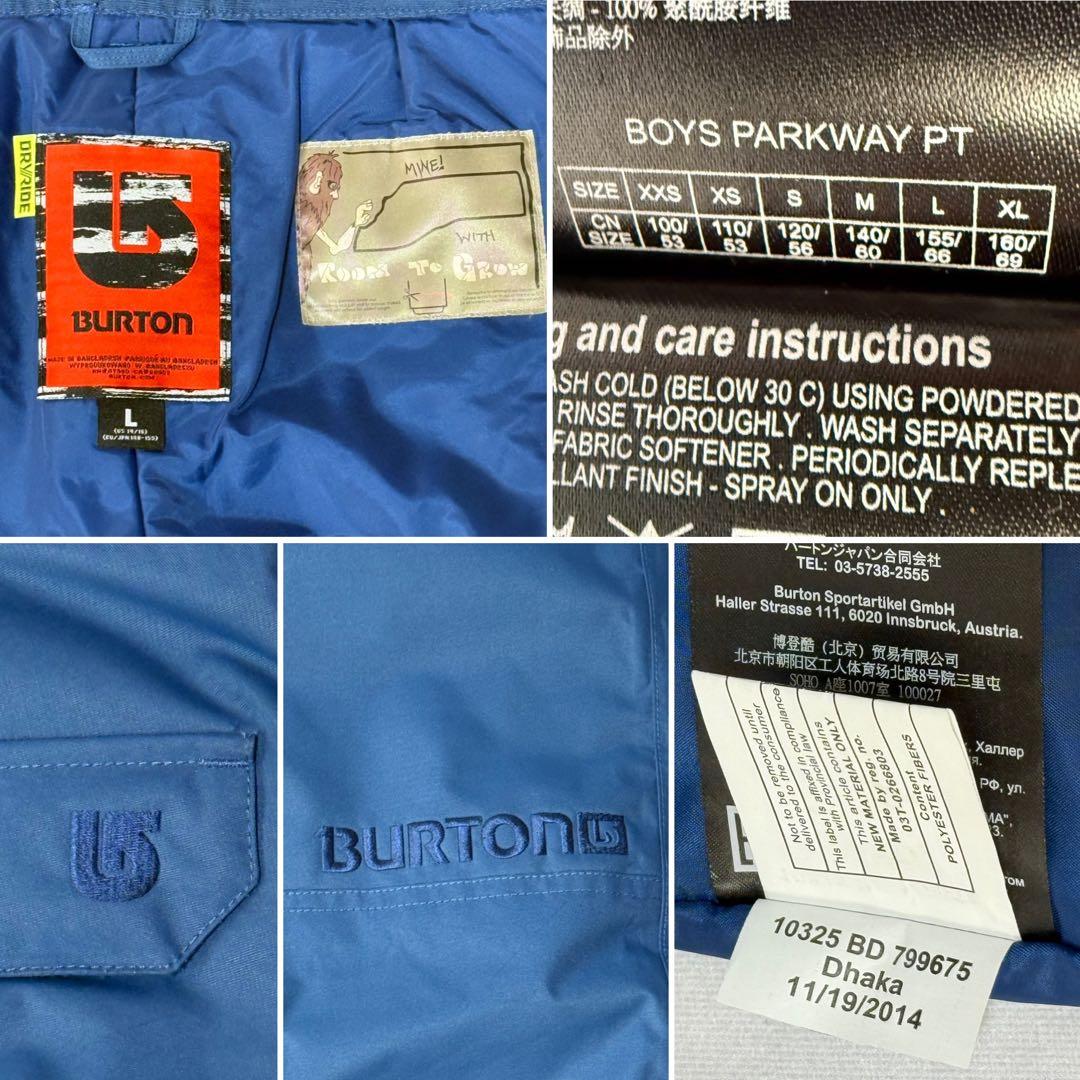 DRYRIDE
BURTON
MADE IN BANGLADESH
BURTON.COM
L
(US 14/16)
MINE!
WITH
ROOM TO GROW
100% 聚酰胺纤维
饰品除外
BOYS PARKWAY PT
SIZE XXS XS S M L XL
CN SIZE 100/53 110/53 120/56 140/60 155/66 160/69
g and care instructions
ASH COLD (BELOW 30 C) USING POWDERED
RINSE THOROUGHLY . WASH SEPARATELY
FABRIC SOFTENER . PERIODICALLY REPLE
LLANT FINISH - SPRAY ON ONLY .
BURTON
バートンジャパン合同会社
TEL: 03-5738-2555
Burton Sportartikel GmbH
Haller Strasse 111, 6020 Innsbruck, Austria.
博登酷（北京）贸易有限公司
北京市朝阳区工人体育场北路8号院三里屯
SOHO A座1007室 100027
Халлер
РФ, ул.
Not to be removed until
delivered to the consumer
This label is affixed in compliance
with Provincial law
This article contains
NEW MATERIAL ONLY
Made by reg. no.
03T-0266803
Content
POLYESTER FIBERS
10325 BD 799675
Dhaka
11/19/2014